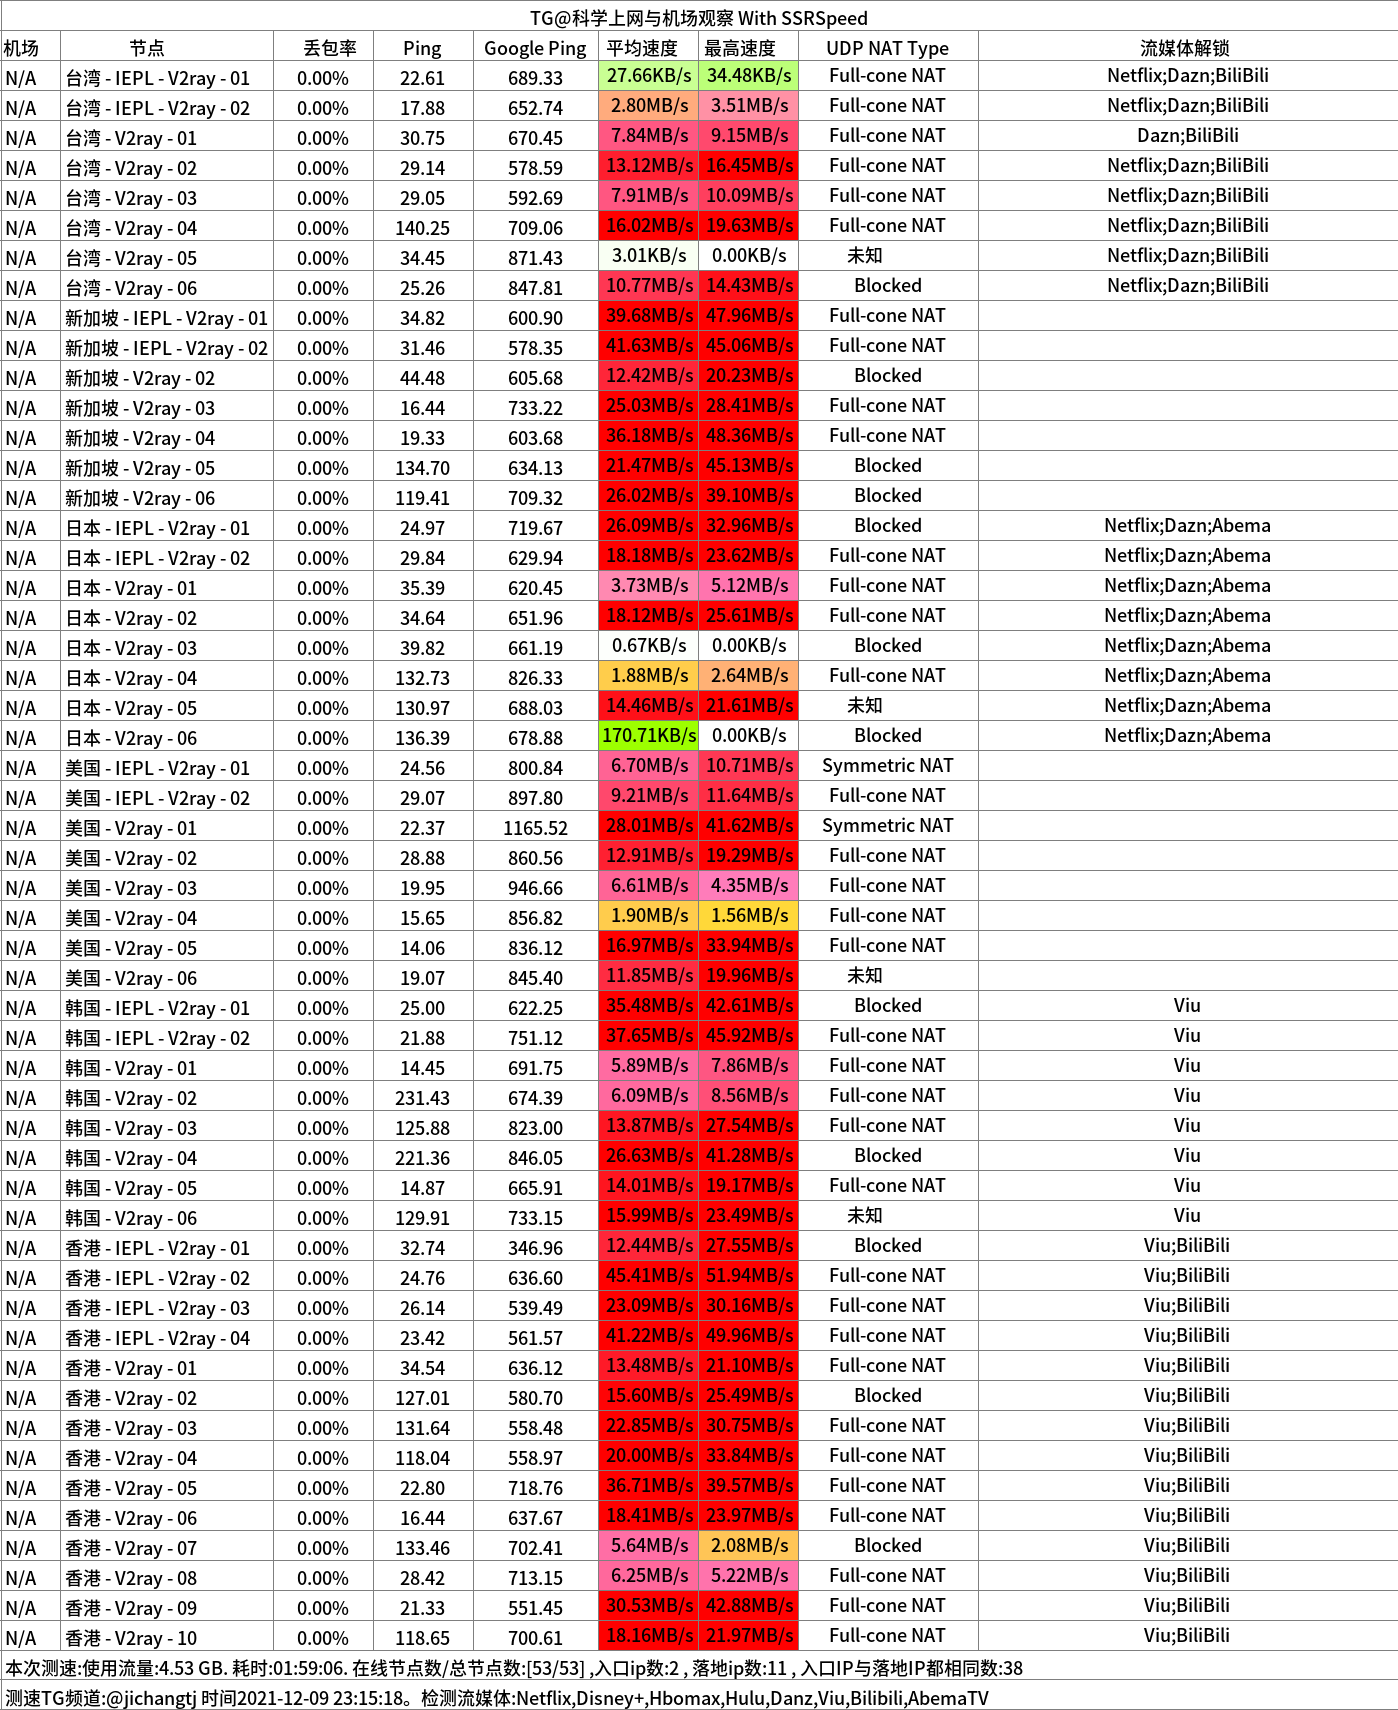 TG@科学上网与机场观察 With SSRSpeed
机场 节点 丢包率 Ping Google Ping 平均速度 最高速度 UDP NAT Type 流媒体解锁
N/A 台湾 - IEPL - V2ray - 01 0.00% 22.61 689.33 27.66KB/s 34.48KB/s Full-cone NAT Netflix;Dazn;BiliBili
N/A 台湾 - IEPL - V2ray - 02 0.00% 17.88 652.74 2.80MB/s 3.51MB/s Full-cone NAT Netflix;Dazn;BiliBili
N/A 台湾 - V2ray - 01 0.00% 30.75 670.45 7.84MB/s 9.15MB/s Full-cone NAT Dazn;BiliBili
N/A 台湾 - V2ray - 02 0.00% 29.14 578.59 13.12MB/s 16.45MB/s Full-cone NAT Netflix;Dazn;BiliBili
N/A 台湾 - V2ray - 03 0.00% 29.05 592.69 7.91MB/s 10.09MB/s Full-cone NAT Netflix;Dazn;BiliBili
N/A 台湾 - V2ray - 04 0.00% 140.25 709.06 16.02MB/s 19.63MB/s Full-cone NAT Netflix;Dazn;BiliBili
N/A 台湾 - V2ray - 05 0.00% 34.45 871.43 3.01KB/s 0.00KB/s 未知 Netflix;Dazn;BiliBili
N/A 台湾 - V2ray - 06 0.00% 25.26 847.81 10.77MB/s 14.43MB/s Blocked Netflix;Dazn;BiliBili
N/A 新加坡 - IEPL - V2ray - 01 0.00% 34.82 600.90 39.68MB/s 47.96MB/s Full-cone NAT
N/A 新加坡 - IEPL - V2ray - 02 0.00% 31.46 578.35 41.63MB/s 45.06MB/s Full-cone NAT
N/A 新加坡 - V2ray - 02 0.00% 44.48 605.68 12.42MB/s 20.23MB/s Blocked
N/A 新加坡 - V2ray - 03 0.00% 16.44 733.22 25.03MB/s 28.41MB/s Full-cone NAT
N/A 新加坡 - V2ray - 04 0.00% 19.33 603.68 36.18MB/s 48.36MB/s Full-cone NAT
N/A 新加坡 - V2ray - 05 0.00% 134.70 634.13 21.47MB/s 45.13MB/s Blocked
N/A 新加坡 - V2ray - 06 0.00% 119.41 709.32 26.02MB/s 39.10MB/s Blocked
N/A 日本 - IEPL - V2ray - 01 0.00% 24.97 719.67 26.09MB/s 32.96MB/s Blocked Netflix;Dazn;Abema
N/A 日本 - IEPL - V2ray - 02 0.00% 29.84 629.94 18.18MB/s 23.62MB/s Full-cone NAT Netflix;Dazn;Abema
N/A 日本 - V2ray - 01 0.00% 35.39 620.45 3.73MB/s 5.12MB/s Full-cone NAT Netflix;Dazn;Abema
N/A 日本 - V2ray - 02 0.00% 34.64 651.96 18.12MB/s 25.61MB/s Full-cone NAT Netflix;Dazn;Abema
N/A 日本 - V2ray - 03 0.00% 39.82 661.19 0.67KB/s 0.00KB/s Blocked Netflix;Dazn;Abema
N/A 日本 - V2ray - 04 0.00% 132.73 826.33 1.88MB/s 2.64MB/s Full-cone NAT Netflix;Dazn;Abema
N/A 日本 - V2ray - 05 0.00% 130.97 688.03 14.46MB/s 21.61MB/s 未知 Netflix;Dazn;Abema
N/A 日本 - V2ray - 06 0.00% 136.39 678.88 170.71KB/s 0.00KB/s Blocked Netflix;Dazn;Abema
N/A 美国 - IEPL - V2ray - 01 0.00% 24.56 800.84 6.70MB/s 10.71MB/s Symmetric NAT
N/A 美国 - IEPL - V2ray - 02 0.00% 29.07 897.80 9.21MB/s 11.64MB/s Full-cone NAT
N/A 美国 - V2ray - 01 0.00% 22.37 1165.52 28.01MB/s 41.62MB/s Symmetric NAT
N/A 美国 - V2ray - 02 0.00% 28.88 860.56 12.91MB/s 19.29MB/s Full-cone NAT
N/A 美国 - V2ray - 03 0.00% 19.95 946.66 6.61MB/s 4.35MB/s Full-cone NAT
N/A 美国 - V2ray - 04 0.00% 15.65 856.82 1.90MB/s 1.56MB/s Full-cone NAT
N/A 美国 - V2ray - 05 0.00% 14.06 836.12 16.97MB/s 33.94MB/s Full-cone NAT
N/A 美国 - V2ray - 06 0.00% 19.07 845.40 11.85MB/s 19.96MB/s 未知
N/A 韩国 - IEPL - V2ray - 01 0.00% 25.00 622.25 35.48MB/s 42.61MB/s Blocked Viu
N/A 韩国 - IEPL - V2ray - 02 0.00% 21.88 751.12 37.65MB/s 45.92MB/s Full-cone NAT Viu
N/A 韩国 - V2ray - 01 0.00% 14.45 691.75 5.89MB/s 7.86MB/s Full-cone NAT Viu
N/A 韩国 - V2ray - 02 0.00% 231.43 674.39 6.09MB/s 8.56MB/s Full-cone NAT Viu
N/A 韩国 - V2ray - 03 0.00% 125.88 823.00 13.87MB/s 27.54MB/s Full-cone NAT Viu
N/A 韩国 - V2ray - 04 0.00% 221.36 846.05 26.63MB/s 41.28MB/s Blocked Viu
N/A 韩国 - V2ray - 05 0.00% 14.87 665.91 14.01MB/s 19.17MB/s Full-cone NAT Viu
N/A 韩国 - V2ray - 06 0.00% 129.91 733.15 15.99MB/s 23.49MB/s 未知 Viu
N/A 香港 - IEPL - V2ray - 01 0.00% 32.74 346.96 12.44MB/s 27.55MB/s Blocked Viu;BiliBili
N/A 香港 - IEPL - V2ray - 02 0.00% 24.76 636.60 45.41MB/s 51.94MB/s Full-cone NAT Viu;BiliBili
N/A 香港 - IEPL - V2ray - 03 0.00% 26.14 539.49 23.09MB/s 30.16MB/s Full-cone NAT Viu;BiliBili
N/A 香港 - IEPL - V2ray - 04 0.00% 23.42 561.57 41.22MB/s 49.96MB/s Full-cone NAT Viu;BiliBili
N/A 香港 - V2ray - 01 0.00% 34.54 636.12 13.48MB/s 21.10MB/s Full-cone NAT Viu;BiliBili
N/A 香港 - V2ray - 02 0.00% 127.01 580.70 15.60MB/s 25.49MB/s Blocked Viu;BiliBili
N/A 香港 - V2ray - 03 0.00% 131.64 558.48 22.85MB/s 30.75MB/s Full-cone NAT Viu;BiliBili
N/A 香港 - V2ray - 04 0.00% 118.04 558.97 20.00MB/s 33.84MB/s Full-cone NAT Viu;BiliBili
N/A 香港 - V2ray - 05 0.00% 22.80 718.76 36.71MB/s 39.57MB/s Full-cone NAT Viu;BiliBili
N/A 香港 - V2ray - 06 0.00% 16.44 637.67 18.41MB/s 23.97MB/s Full-cone NAT Viu;BiliBili
N/A 香港 - V2ray - 07 0.00% 133.46 702.41 5.64MB/s 2.08MB/s Blocked Viu;BiliBili
N/A 香港 - V2ray - 08 0.00% 28.42 713.15 6.25MB/s 5.22MB/s Full-cone NAT Viu;BiliBili
N/A 香港 - V2ray - 09 0.00% 21.33 551.45 30.53MB/s 42.88MB/s Full-cone NAT Viu;BiliBili
N/A 香港 - V2ray - 10 0.00% 118.65 700.61 18.16MB/s 21.97MB/s Full-cone NAT Viu;BiliBili
本次测速:使用流量:4.53 GB. 耗时:01:59:06. 在线节点数/总节点数:[53/53] ,入口ip数:2 , 落地ip数:11 , 入口IP与落地IP都相同数:38
测速TG频道:@jichangtj 时间2021-12-09 23:15:18。检测流媒体:Netflix,Disney+,Hbomax,Hulu,Danz,Viu,Bilibili,AbemaTV